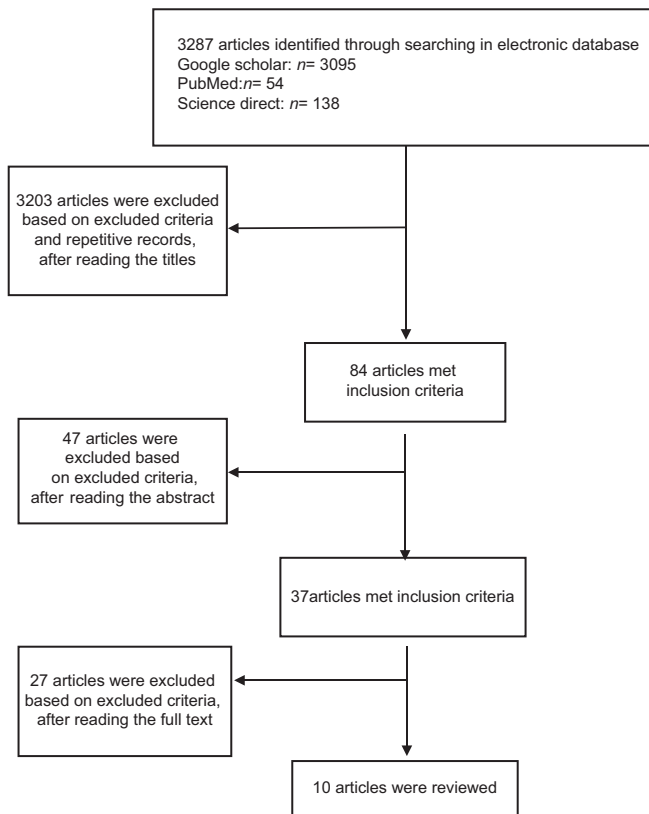 3287 articles identified through searching in electronic database
Google scholar: n= 3095
PubMed:n= 54
Science direct: n= 138
3203 articles were excluded
based on excluded criteria
and repetitive records,
after reading the titles
84 articles met
inclusion criteria
47 articles were
excluded based
on excluded criteria,
after reading the abstract
37articles met inclusion criteria
27 articles were excluded
based on excluded criteria,
after reading the full text
10 articles were reviewed